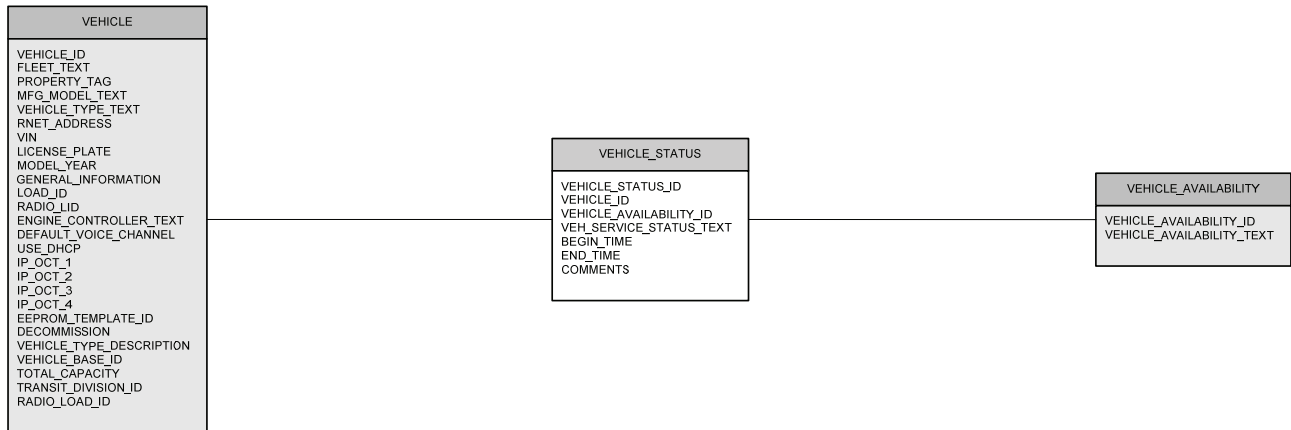 VEHICLE
VEHICLE_ID
FLEET_TEXT
PROPERTY_TAG
MFG_MODEL_TEXT
VEHICLE_TYPE_TEXT
RNET_ADDRESS
VIN
LICENSE_PLATE
MODEL_YEAR
GENERAL_INFORMATION
LOAD_ID
RADIO_LID
ENGINE_CONTROLLER_TEXT
DEFAULT_VOICE_CHANNEL
USE_DHCP
IP_OCT_1
IP_OCT_2
IP_OCT_3
IP_OCT_4
EEPROM_TEMPLATE_ID
DECOMMISSION
VEHICLE_TYPE_DESCRIPTION
VEHICLE_BASE_ID
TOTAL_CAPACITY
TRANSIT_DIVISION_ID
RADIO_LOAD_ID
VEHICLE_STATUS
VEHICLE_STATUS_ID
VEHICLE_ID
VEHICLE_AVAILABILITY_ID
VEH_SERVICE_STATUS_TEXT
BEGIN_TIME
END_TIME
COMMENTS
VEHICLE_AVAILABILITY
VEHICLE_AVAILABILITY_ID
VEHICLE_AVAILABILITY_TEXT